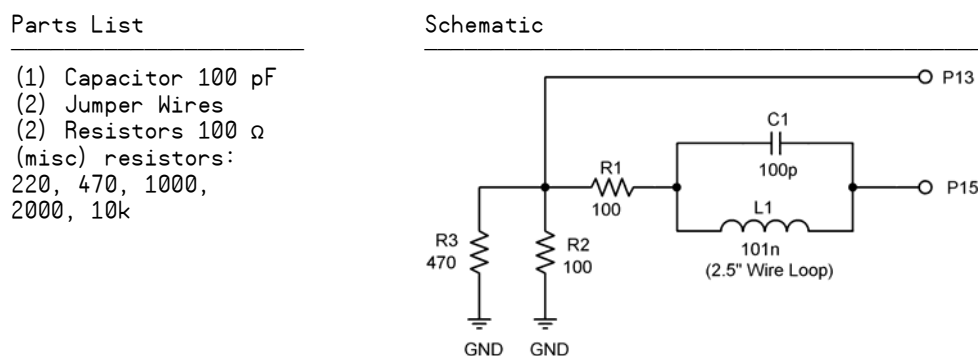 Parts List
(1) Capacitor 100 pF
(2) Jumper Wires
(2) Resistors 100 Ω
(misc) resistors:
220, 470, 1000,
2000, 10k
Schematic
P13
C1
100p
R1
100
P15
L1
101n
(2.5" Wire Loop)
R3
470
R2
100
GND
GND